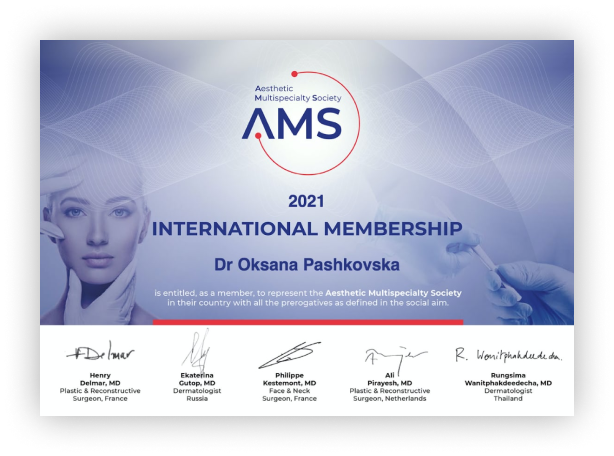 Aesthetic
Multispecialty Society
AMS
2021
INTERNATIONAL MEMBERSHIP
Dr Oksana Pashkovska
is entitled, as a member, to represent the Aesthetic Multispecialty Society
in their country with all the prerogatives as defined in the social aim.
Delmar
R. Wanitphakdeedecha
Henry
Delmar, MD
Plastic & Reconstructive
Surgeon, France
Ekaterina
Gutop, MD
Dermatologist
Russia
Philippe
Kestemont, MD
Face & Neck
Surgeon, France
Ali
Pirayesh, MD
Plastic & Reconstructive
Surgeon, Netherlands
Rungsima
Wanitphakdeedecha, MD
Dermatologist
Thailand